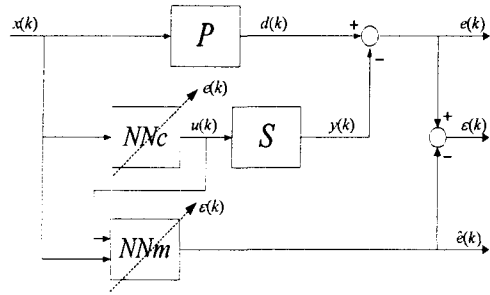 x(k) P d(k) + e(k)
−
e(k) +
NNc u(k) S y(k) ε(k)
−
ε(k)
NNm ê(k)